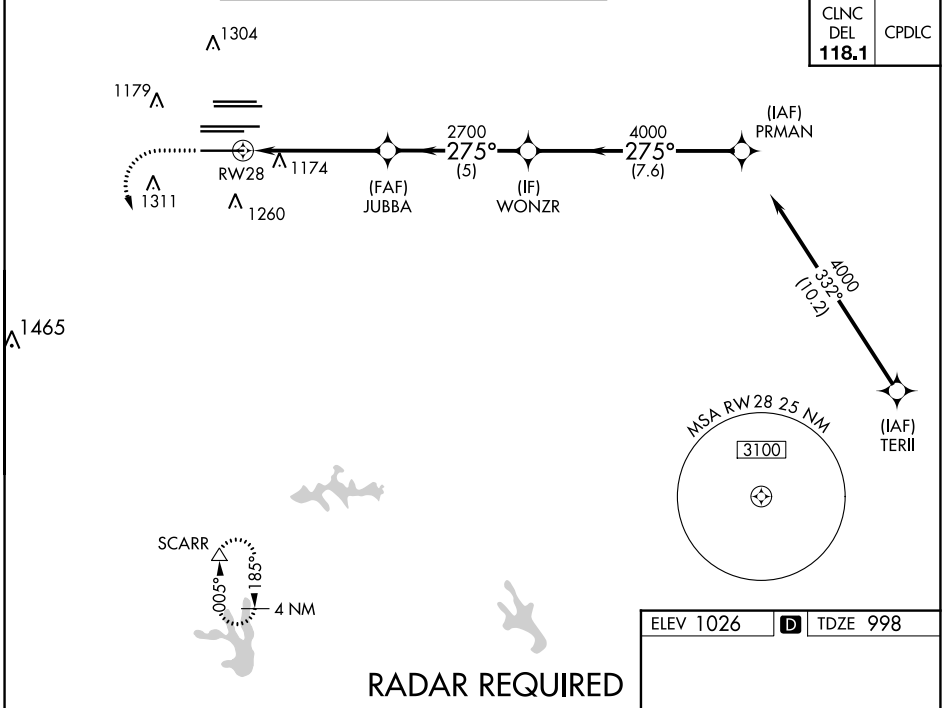 CLNC
DEL
118.1
CPDLC
1304
1179
(IAF)
PRMAN
2700
275°
(5)
4000
275°
(7.6)
RW28
1174
(FAF)
JUBBA
(IF)
WONZR
1311
1260
4000
332°
(10.2)
1465
(IAF)
TERII
MSA RW28 25 NM
3100
SCARR
005°
185°
4 NM
ELEV 1026
D
TDZE 998
RADAR REQUIRED